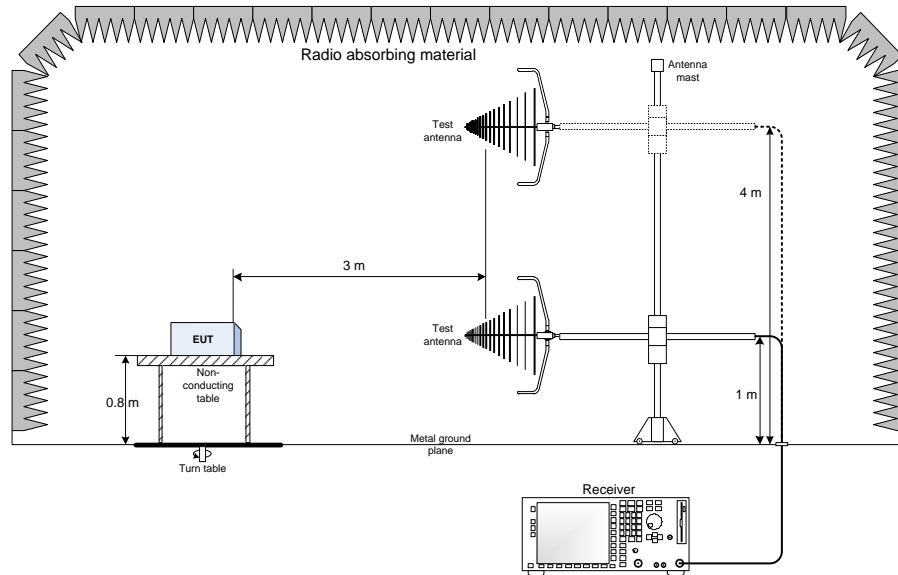 Radio absorbing material
Antenna
mast
Test
antenna
4 m
3 m
EUT
Test
antenna
Non-
conducting
table
0.8 m
1 m
Metal ground
plane
Turn table
Receiver